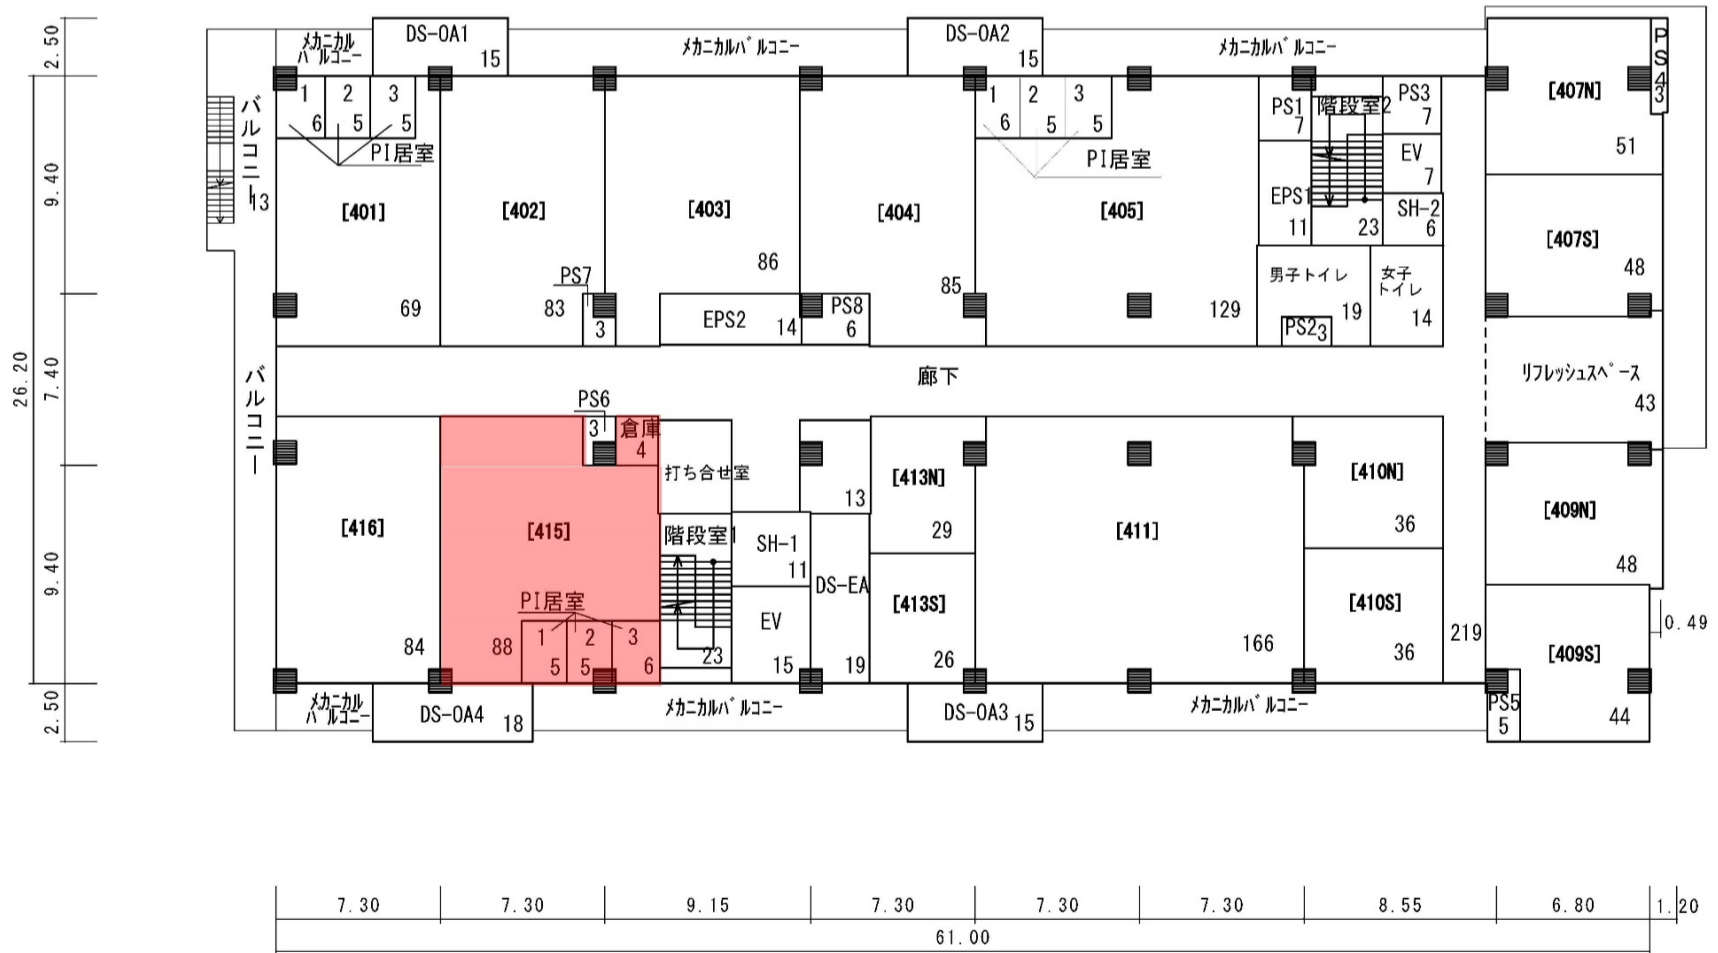 2.50
9.40
26.20
7.40
9.40
2.50
メカニカル
バルコニー
DS-OA1
15
メカニカルバルコニー
DS-OA2
15
メカニカルバルコニー
バルコニー
13
1
6
2
5
3
5
PI居室
[401]
69
[402]
83
PS7
3
[403]
86
EPS2
14
PS8
6
[404]
85
1
6
2
5
3
5
PI居室
[405]
129
PS1
7
階段室2
23
PS3
7
EV
7
EPS1
11
SH-2
6
男子トイレ
19
PS2
3
女子
トイレ
14
[407N]
51
PS4
3
[407S]
48
廊下
リフレッシュスペース
43
バルコニー
[416]
84
PS6
3
倉庫
4
[415]
88
PI居室
1
5
2
5
3
6
打ち合せ室
階段室1
23
SH-1
11
EV
15
13
DS-EA
19
[413N]
29
[413S]
26
[411]
166
[410N]
36
[410S]
36
219
[409N]
48
[409S]
44
0.49
PS5
5
メカニカル
バルコニー
DS-OA4
18
メカニカルバルコニー
DS-OA3
15
メカニカルバルコニー
7.30
7.30
9.15
7.30
7.30
7.30
8.55
6.80
1.20
61.00